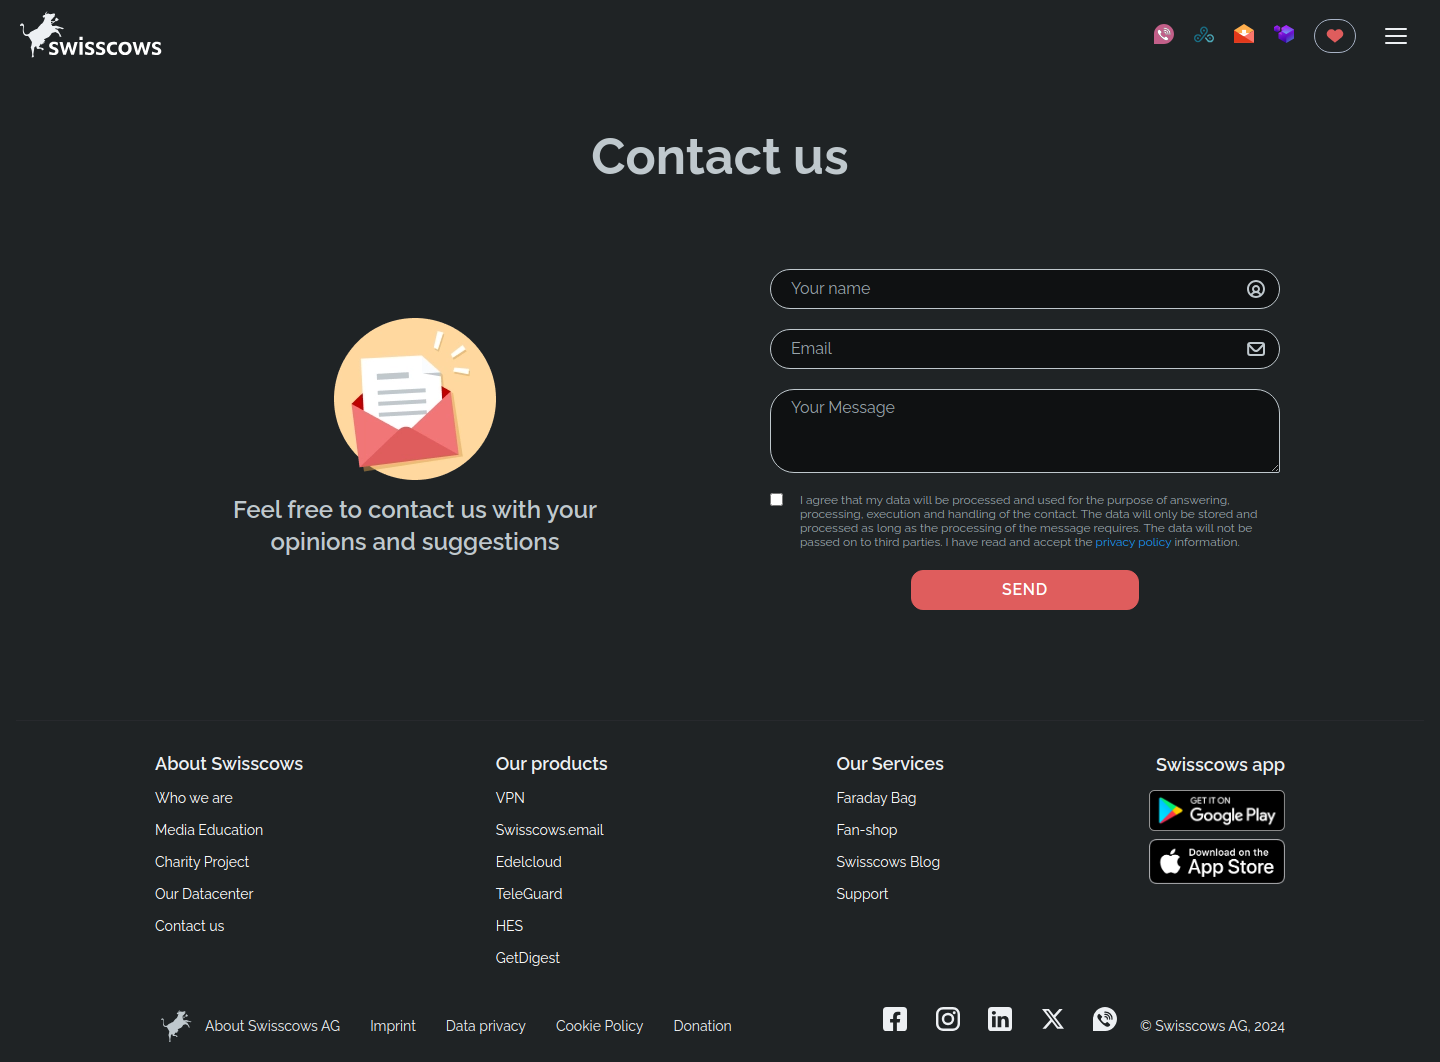 swisscows
Contact us
Your name
Email
Your Message
Feel free to contact us with your
opinions and suggestions
I agree that my data will be processed and used for the purpose of answering,
processing, execution and handling of the contact. The data will only be stored and
processed as long as the processing of the message requires. The data will not be
passed on to third parties. I have read and accept the privacy policy information.
SEND
About Swisscows
Who we are
Media Education
Charity Project
Our Datacenter
Contact us
Our products
VPN
Swisscows.email
Edelcloud
TeleGuard
HES
GetDigest
Our Services
Faraday Bag
Fan-shop
Swisscows Blog
Support
Swisscows app
GET IT ON
Google Play
Download on the
App Store
About Swisscows AG Imprint Data privacy Cookie Policy Donation © Swisscows AG, 2024